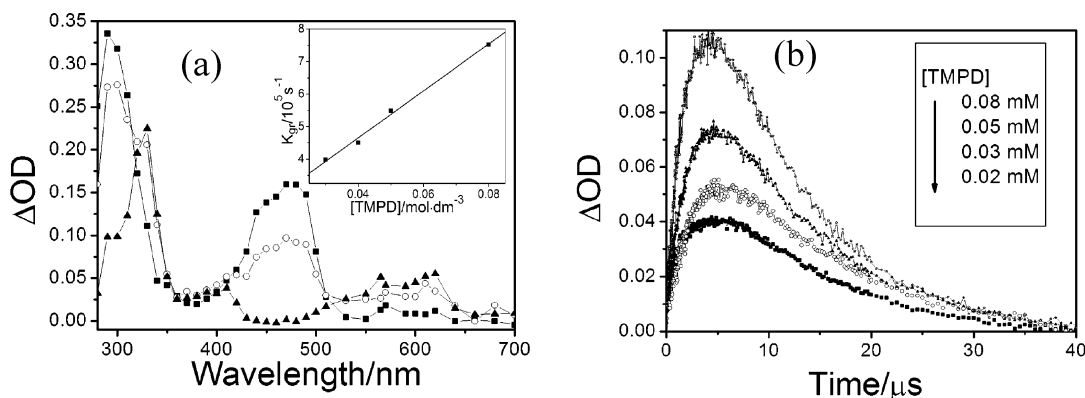 (a)
ΔOD
0.35
0.30
0.25
0.20
0.15
0.10
0.05
0.00
300
400
500
600
700
Wavelength/nm
Kgr/10⁵s⁻¹
8
7
6
5
4
0.04
0.06
0.08
[TMPD]/mol·dm⁻³
(b)
ΔOD
0.10
0.08
0.06
0.04
0.02
0.00
0
10
20
30
40
Time/μs
[TMPD]
0.08 mM
0.05 mM
0.03 mM
0.02 mM